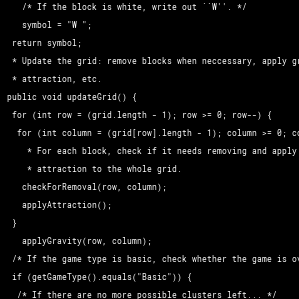 /* If the block is white, write out ``W''. */
symbol = "W ";
return symbol;
* Update the grid: remove blocks when neccessary, apply
* attraction, etc.
public void updateGrid() {
for (int row = (grid.length - 1); row >= 0; row--) {
for (int column = (grid[row].length - 1); column >= 0;
* For each block, check if it needs removing and apply
* attraction to the whole grid.
checkForRemoval(row, column);
applyAttraction();
}
applyGravity(row, column);
/* If the game type is basic, check whether the game is
if (getGameType().equals("Basic")) {
/* If there are no more possible clusters left... */